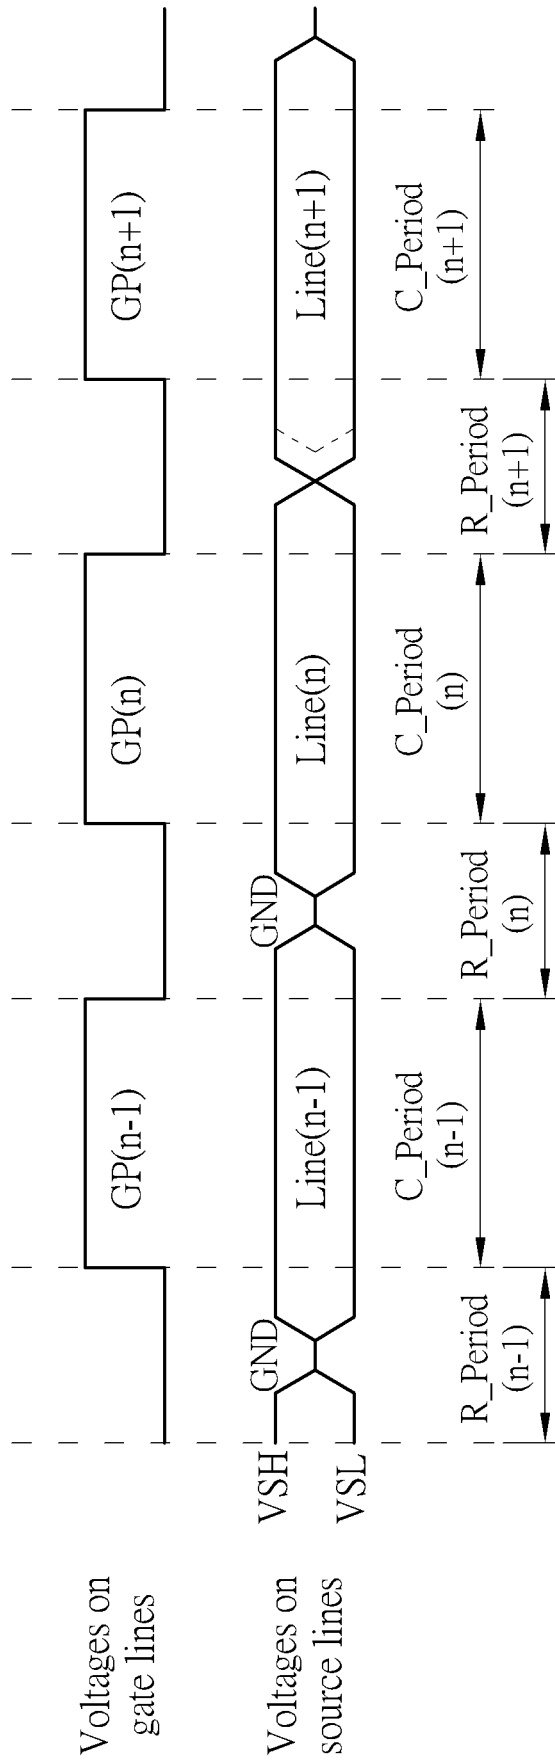 Voltages on
gate lines
GP(n-1)
GP(n)
GP(n+1)
Voltages on
source lines
VSH
VSL
GND
Line(n-1)
GND
Line(n)
Line(n+1)
R_Period
(n-1)
C_Period
(n-1)
R_Period
(n)
C_Period
(n)
R_Period
(n+1)
C_Period
(n+1)